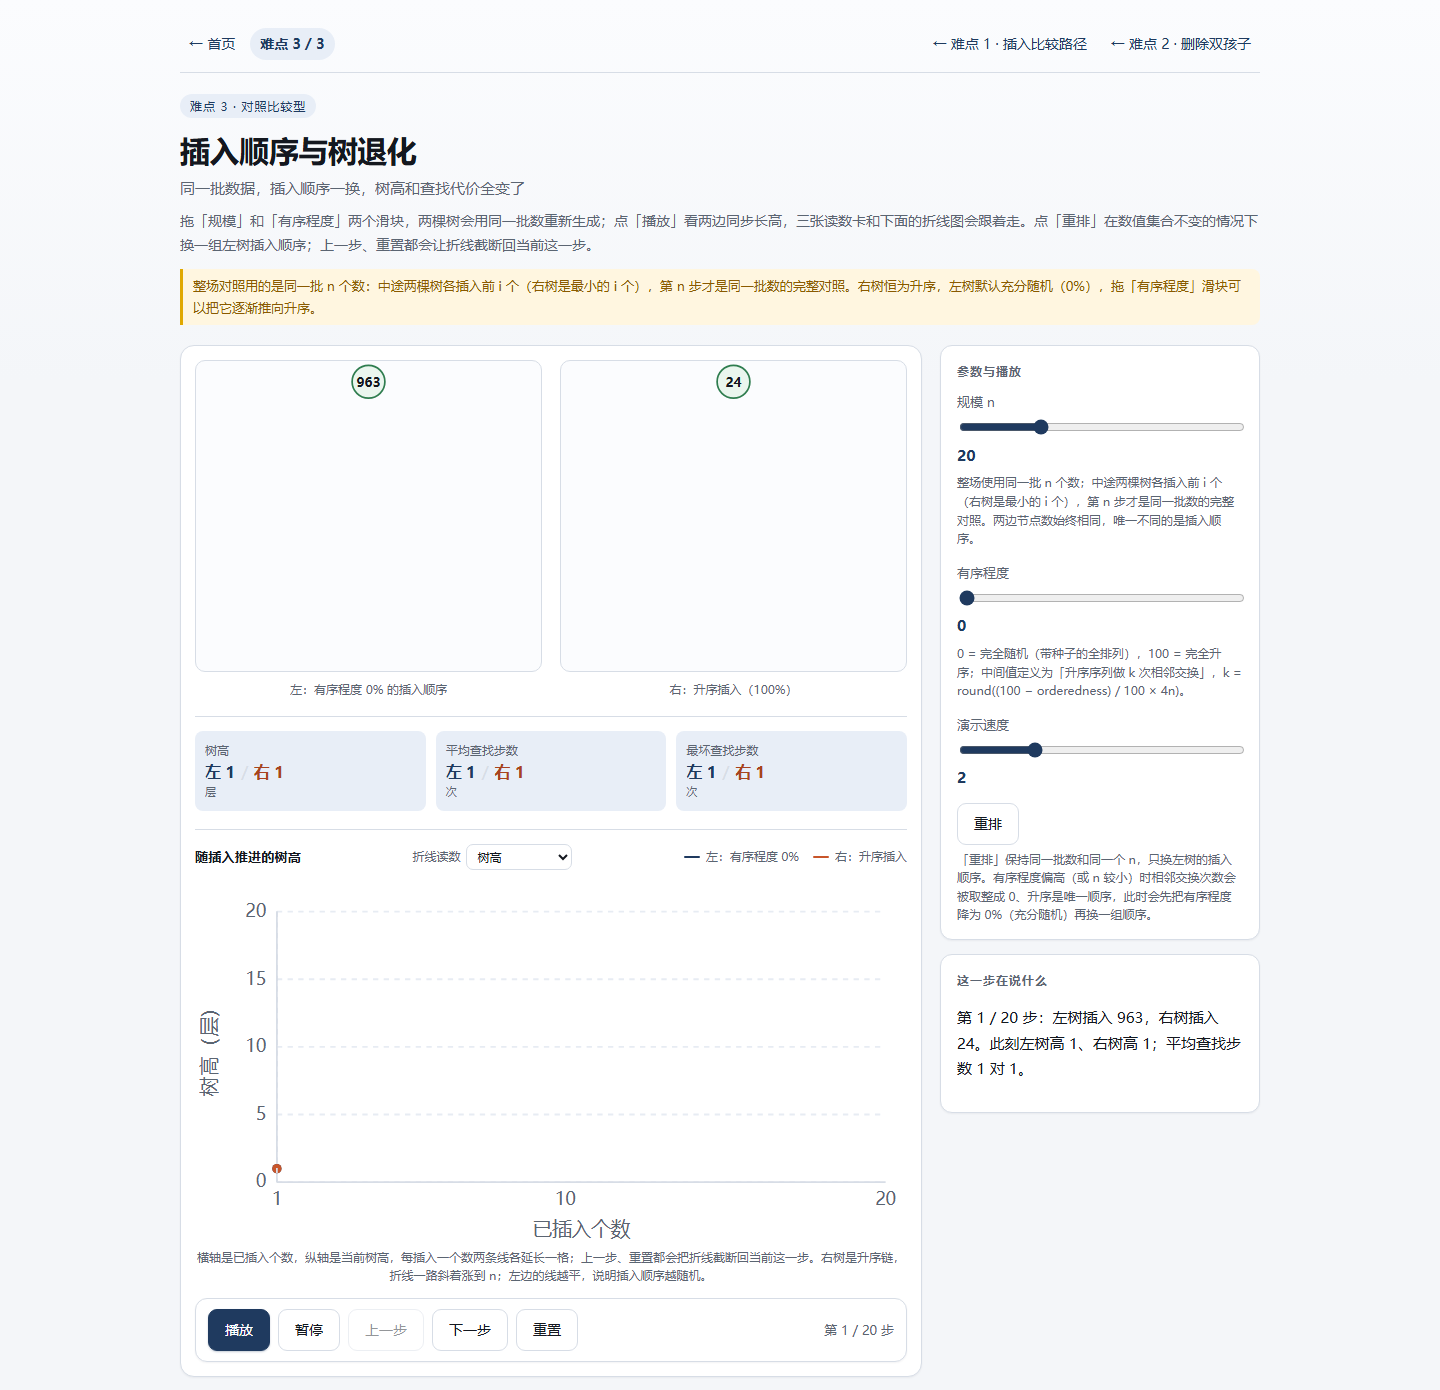 ← 首页
难点 3 / 3
← 难点 1 · 插入比较路径
← 难点 2 · 删除双孩子
难点 3 · 对照比较型
插入顺序与树退化
同一批数据，插入顺序一换，树高和查找代价全变了
拖「规模」和「有序程度」两个滑块，两棵树会用同一批数重新生成；点「播放」看两边同步长高，三张读数卡和下面的折线图会跟着走。点「重排」在数值集合不变的情况下
换一组左树插入顺序；上一步、重置都会让折线截断回当前这一步。
整场对照用的是同一批 n 个数：中途两棵树各插入前 i 个（右树是最小的 i 个），第 n 步才是同一批数的完整对照。右树恒为升序，左树默认充分随机（0%），拖「有序程度」滑块可
以把它逐渐推向升序。
963
24
左：有序程度 0% 的插入顺序
右：升序插入（100%）
树高
左 1 / 右 1
层
平均查找步数
左 1 / 右 1
次
最坏查找步数
左 1 / 右 1
次
随插入推进的树高
折线读数
树高
左：有序程度 0%
右：升序插入
20
15
10
5
0
树高（层）
1
10
20
已插入个数
横轴是已插入个数，纵轴是当前树高，每插入一个数两条线各延长一格；上一步、重置都会把折线截断回当前这一步。右树是升序链，
折线一路斜着涨到 n；左边的线越平，说明插入顺序越随机。
播放
暂停
上一步
下一步
重置
第 1 / 20 步
参数与播放
规模 n
20
整场使用同一批 n 个数；中途两棵树各插入前 i 个
（右树是最小的 i 个），第 n 步才是同一批数的完整
对照。两边节点数始终相同，唯一不同的是插入顺
序。
有序程度
0
0 = 完全随机（带种子的全排列），100 = 完全升
序；中间值定义为「升序序列做 k 次相邻交换」，k =
round((100 − orderedness) / 100 × 4n)。
演示速度
2
重排
「重排」保持同一批数和同一个 n，只换左树的插入
顺序。有序程度偏高（或 n 较小）时相邻交换次数会
被取整成 0、升序是唯一顺序，此时会先把有序程度
降为 0%（充分随机）再换一组顺序。
这一步在说什么
第 1 / 20 步：左树插入 963，右树插入
24。此刻左树高 1、右树高 1；平均查找步
数 1 对 1。